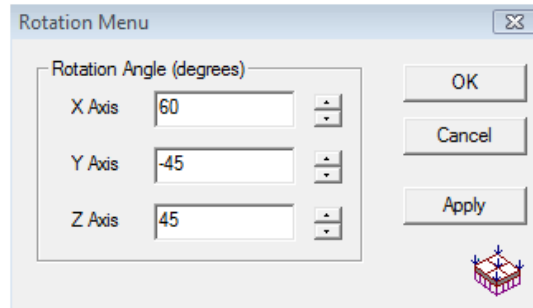 Rotation Menu
Rotation Angle (degrees)
X Axis 60
Y Axis -45
Z Axis 45
OK
Cancel
Apply